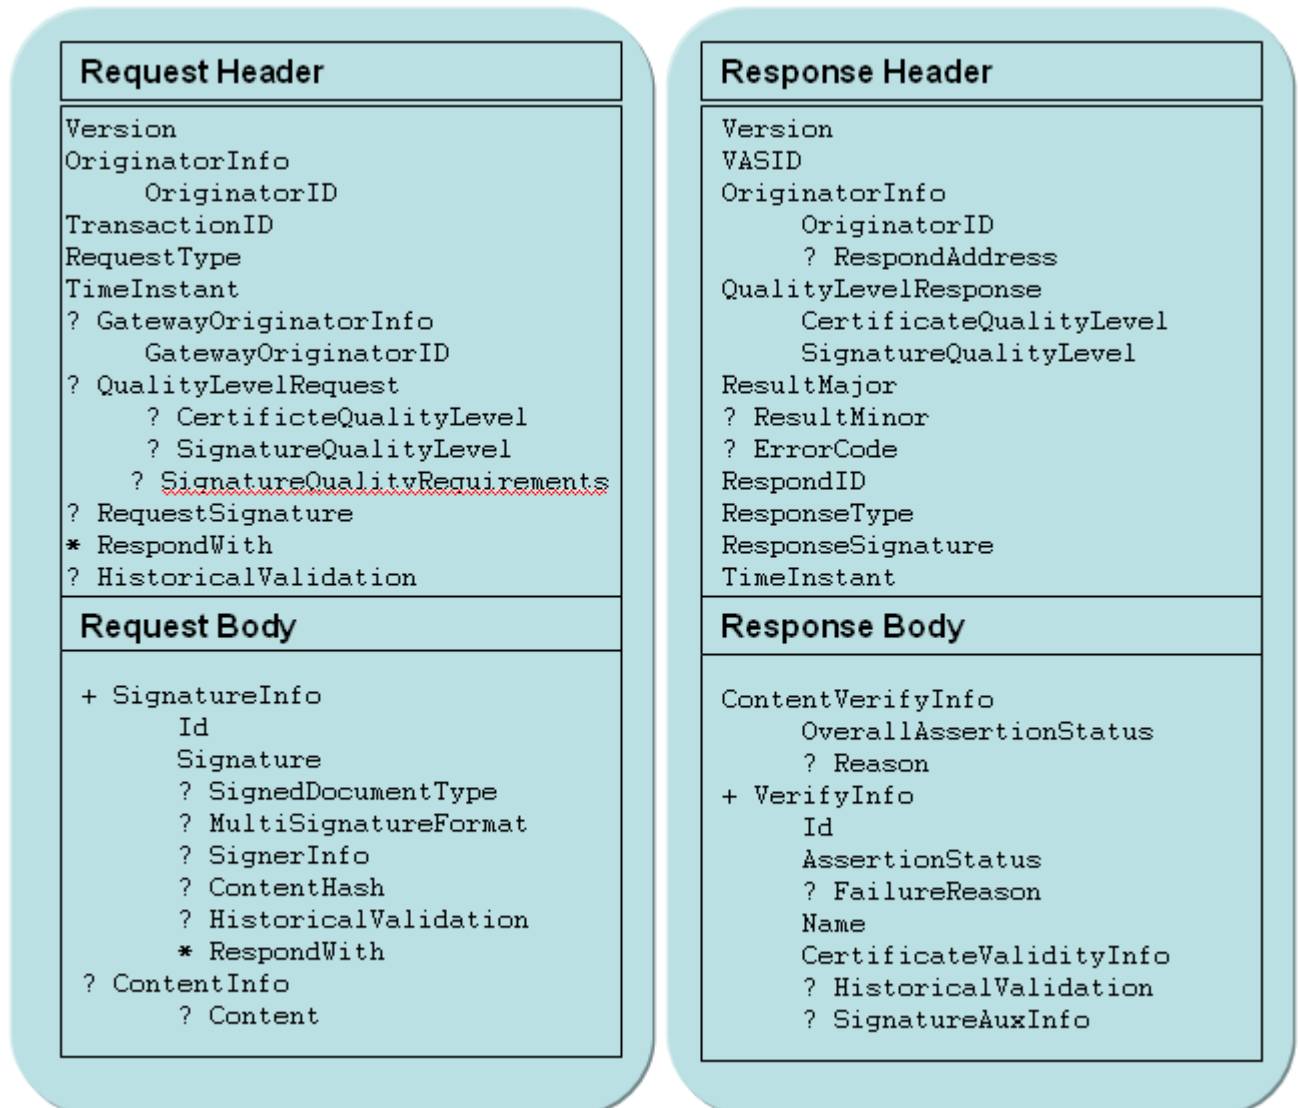 Request Header
Version
OriginatorInfo
OriginatorID
TransactionID
RequestType
TimeInstant
? GatewayOriginatorInfo
GatewayOriginatorID
? QualityLevelRequest
? CertificteQualityLevel
? SignatureQualityLevel
? SignatureQualityRequirements
? RequestSignature
* RespondWith
? HistoricalValidation
Request Body
+ SignatureInfo
Id
Signature
? SignedDocumentType
? MultiSignatureFormat
? SignerInfo
? ContentHash
? HistoricalValidation
* RespondWith
? ContentInfo
? Content
Response Header
Version
VASID
OriginatorInfo
OriginatorID
? RespondAddress
QualityLevelResponse
CertificateQualityLevel
SignatureQualityLevel
ResultMajor
? ResultMinor
? ErrorCode
RespondID
ResponseType
ResponseSignature
TimeInstant
Response Body
ContentVerifyInfo
OverallAssertionStatus
? Reason
+ VerifyInfo
Id
AssertionStatus
? FailureReason
Name
CertificateValidityInfo
? HistoricalValidation
? SignatureAuxInfo